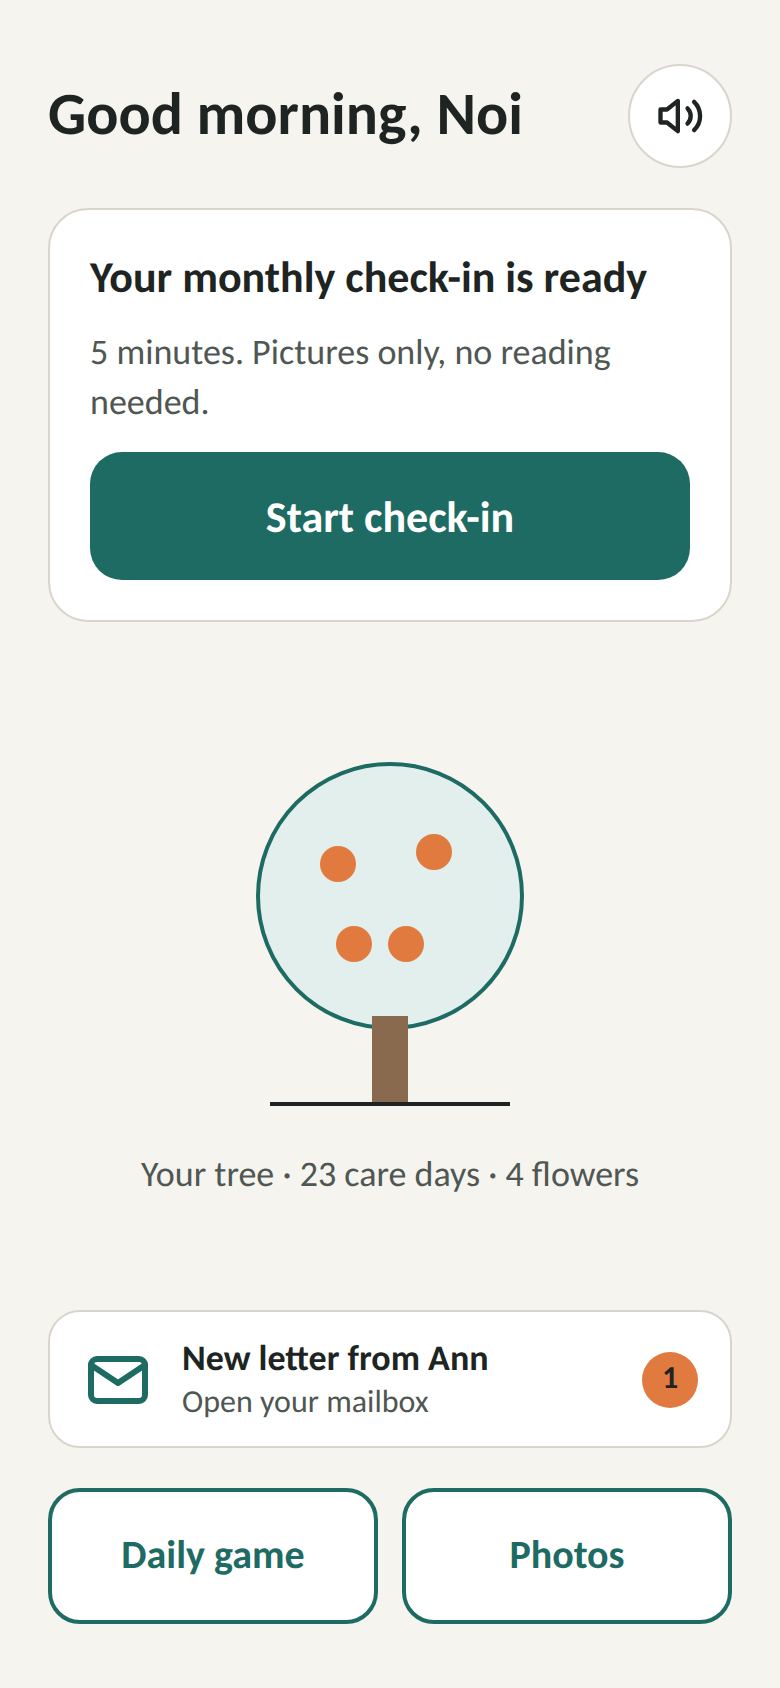 Good morning, Noi
Your monthly check-in is ready
5 minutes. Pictures only, no reading
needed.
Start check-in
Your tree · 23 care days · 4 flowers
New letter from Ann
Open your mailbox
1
Daily game
Photos